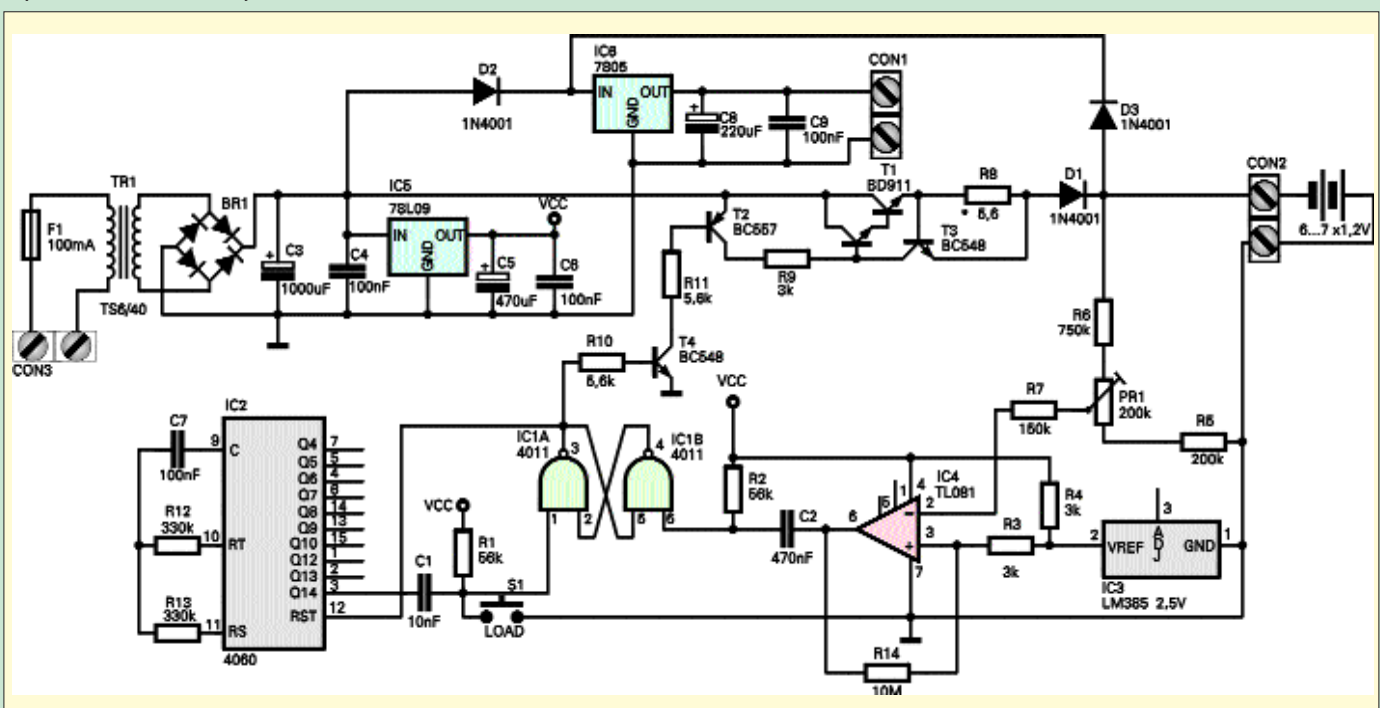 IC6
7805
IN OUT
GND
CON1
D2
1N4001
C8
220uF
C9
100nF
D3
1N4001
TR1
BR1
F1
100mA
TS6/40
CON3
C3
1000uF
C4
100nF
IC5
78L09
IN OUT
GND
VCC
C5
470uF
C6
100nF
T1
BD911
R8
5,6
D1
1N4001
CON2
6...7 x1,2V
T2
BC557
R9
3k
T3
BC548
R11
5,6k
R10
5,6k
T4
BC548
R6
750k
PR1
200k
R7
150k
R5
200k
IC2
C7
100nF
9 C
R12
330k
10 RT
R13
330k
11 RS
4060
Q4 7
Q5 5
Q6 4
Q7 6
Q8 14
Q9 13
Q10 15
Q12 1
Q13 2
Q14 3
RST 12
C1
10nF
VCC
R1
56k
S1
LOAD
IC1A
4011
3
1 2
4
IC1B
4011
5 6
VCC
R2
56k
C2
470nF
IC4
TL081
6
5 1 4
2
3
7
-
+
R3
3k
R4
3k
3
2 VREF ADJ GND 1
IC3
LM385 2,5V
R14
10M